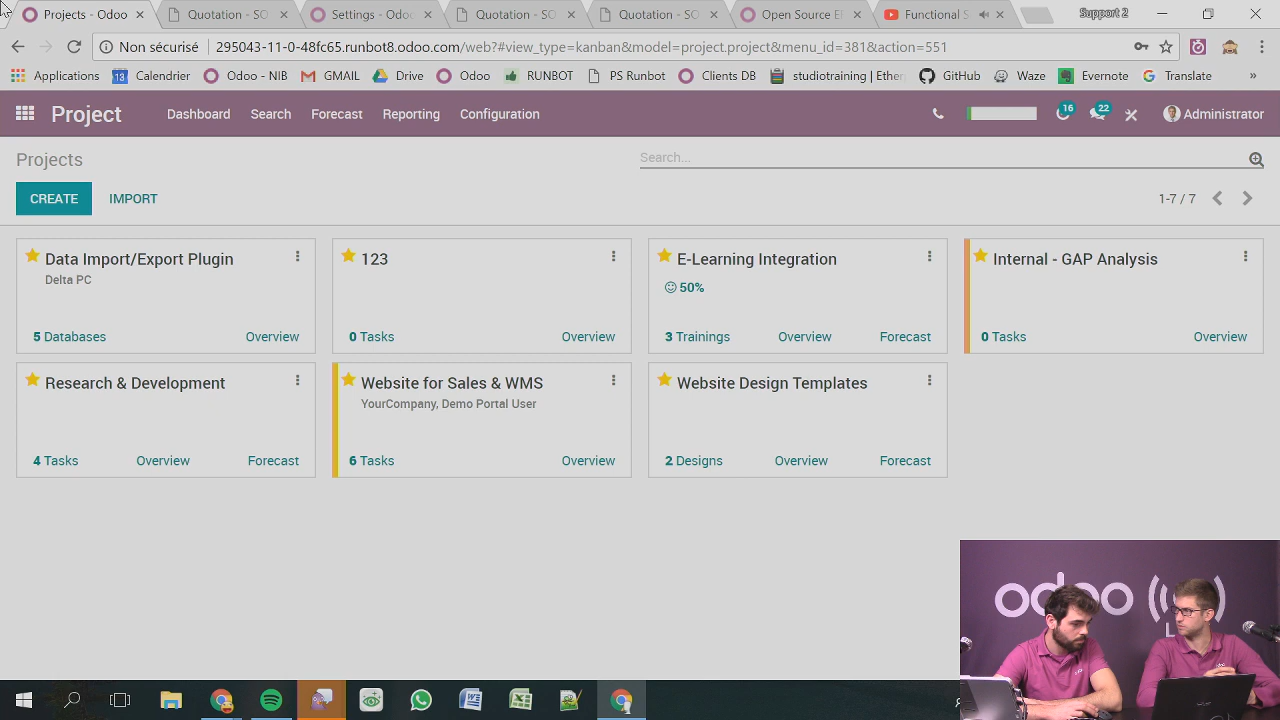 Projects - Odoo
Quotation - SO
Settings - Odoo
Quotation - SO
Quotation - SO
Open Source E
Functional S
Support 2
Non sécurisé
295043-11-0-48fc65.runbot8.odoo.com/web?#view_type=kanban&model=project.project&menu_id=381&action=551
Applications
Calendrier
Odoo - NIB
GMAIL
Drive
Odoo
RUNBOT
PS Runbot
Clients DB
studiotraining | Ether
GitHub
Waze
Evernote
Translate
»
Project
Dashboard
Search
Forecast
Reporting
Configuration
16
22
Administrator
Projects
Search...
CREATE
IMPORT
1-7 / 7
Data Import/Export Plugin
Delta PC
5 Databases
Overview
123
0 Tasks
Overview
E-Learning Integration
50%
3 Trainings
Overview
Forecast
Internal - GAP Analysis
0 Tasks
Overview
Research & Development
4 Tasks
Overview
Forecast
Website for Sales & WMS
YourCompany, Demo Portal User
6 Tasks
Overview
Website Design Templates
2 Designs
Overview
Forecast
odoo